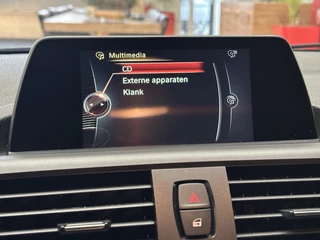 Multimedia
CD
Externe apparaten
Klank